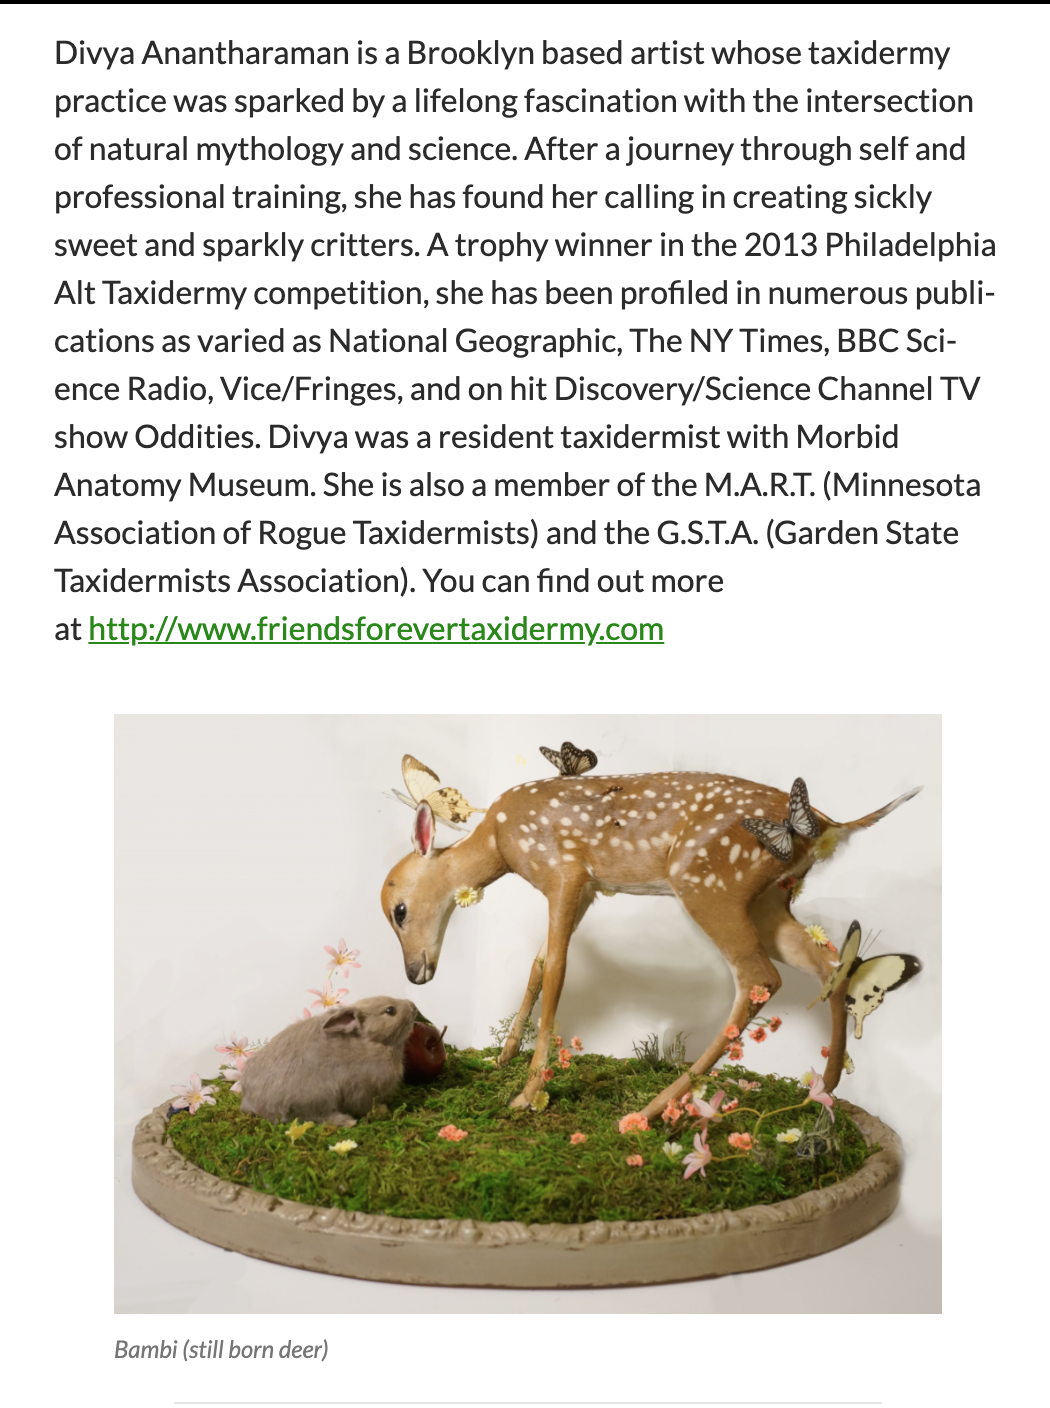 Divya Anantharaman is a Brooklyn based artist whose taxidermy
practice was sparked by a lifelong fascination with the intersection
of natural mythology and science. After a journey through self and
professional training, she has found her calling in creating sickly
sweet and sparkly critters. A trophy winner in the 2013 Philadelphia
Alt Taxidermy competition, she has been profiled in numerous publi-
cations as varied as National Geographic, The NY Times, BBC Sci-
ence Radio, Vice/Fringes, and on hit Discovery/Science Channel TV
show Oddities. Divya was a resident taxidermist with Morbid
Anatomy Museum. She is also a member of the M.A.R.T. (Minnesota
Association of Rogue Taxidermists) and the G.S.T.A. (Garden State
Taxidermists Association). You can find out more
at http://www.friendsforevertaxidermy.com
Bambi (still born deer)